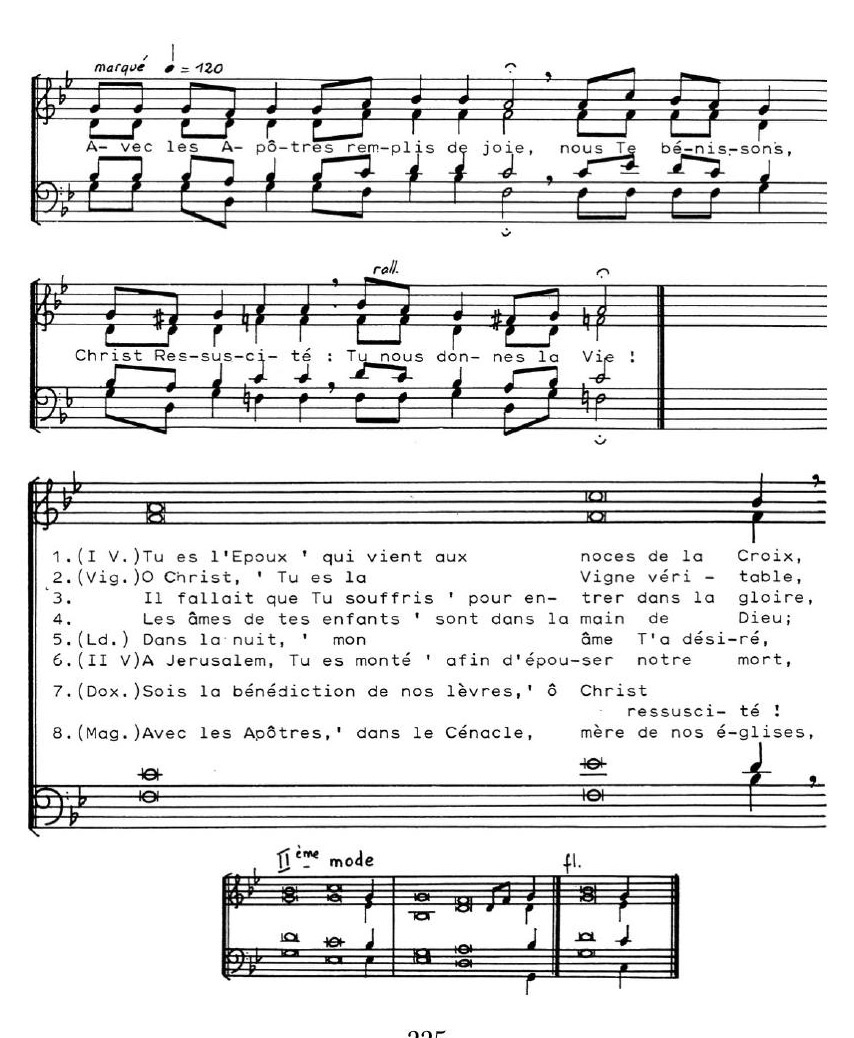 marqué ♩ = 120
A- vec les A- pô-tres rem-plis de joie, nous Te bé-nis-sons,
rall.
Christ Res-sus-ci- té : Tu nous don- nes la Vie !
1.(I V.)Tu es l'Epoux ' qui vient aux noces de la Croix,
2.(Vig.)O Christ, ' Tu es la Vigne véri - table,
3. Il fallait que Tu souffris ' pour en- trer dans la gloire,
4. Les âmes de tes enfants ' sont dans la main de Dieu;
5.(Ld.) Dans la nuit, ' mon âme T'a dési-ré,
6.(II V)A Jerusalem, Tu es monté ' afin d'épou-ser notre mort,
7.(Dox.)Sois la bénédiction de nos lèvres,' ô Christ
ressusci- té !
8.(Mag.)Avec les Apôtres,' dans le Cénacle, mère de nos é-glises,
II ème mode fl.